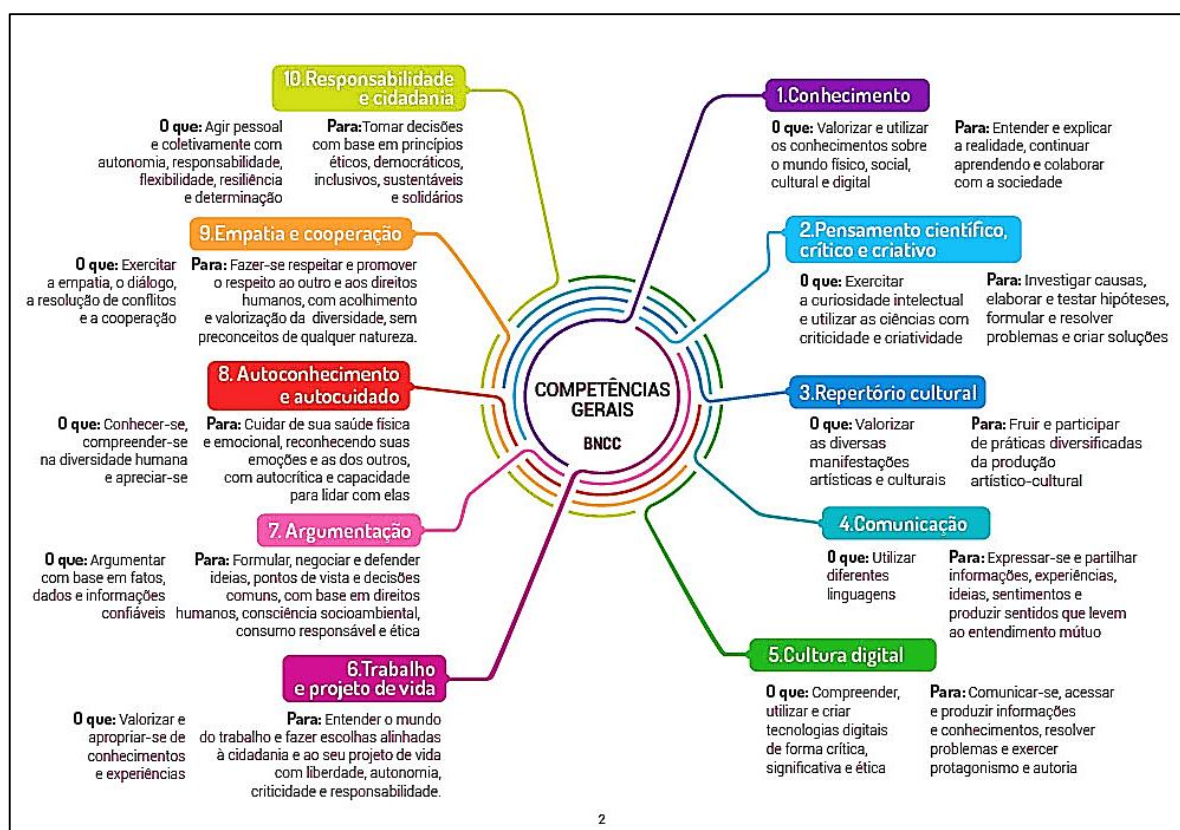 COMPETÊNCIAS
GERAIS
BNCC
1.Conhecimento
O que: Valorizar e utilizar
os conhecimentos sobre
o mundo físico, social,
cultural e digital
Para: Entender e explicar
a realidade, continuar
aprendendo e colaborar
com a sociedade
2.Pensamento científico,
crítico e criativo
O que: Exercitar
a curiosidade intelectual
e utilizar as ciências com
criticidade e criatividade
Para: Investigar causas,
elaborar e testar hipóteses,
formular e resolver
problemas e criar soluções
3.Repertório cultural
O que: Valorizar
as diversas
manifestações
artísticas e culturais
Para: Fruir e participar
de práticas diversificadas
da produção
artístico-cultural
4.Comunicação
O que: Utilizar
diferentes
linguagens
Para: Expressar-se e partilhar
informações, experiências,
ideias, sentimentos e
produzir sentidos que levem
ao entendimento mútuo
5.Cultura digital
O que: Compreender,
utilizar e criar
tecnologias digitais
de forma crítica,
significativa e ética
Para: Comunicar-se, acessar
e produzir informações
e conhecimentos, resolver
problemas e exercer
protagonismo e autoria
6.Trabalho
e projeto de vida
O que: Valorizar e
apropriar-se de
conhecimentos
e experiências
Para: Entender o mundo
do trabalho e fazer escolhas alinhadas
à cidadania e ao seu projeto de vida
com liberdade, autonomia,
criticidade e responsabilidade.
7. Argumentação
O que: Argumentar
com base em fatos,
dados e informações
confiáveis
Para: Formular, negociar e defender
ideias, pontos de vista e decisões
comuns, com base em direitos
humanos, consciência socioambiental,
consumo responsável e ética
8. Autoconhecimento
e autocuidado
O que: Conhecer-se,
compreender-se
na diversidade humana
e apreciar-se
Para: Cuidar de sua saúde física
e emocional, reconhecendo suas
emoções e as dos outros,
com autocrítica e capacidade
para lidar com elas
9.Empatia e cooperação
O que: Exercitar
a empatia, o diálogo,
a resolução de conflitos
e a cooperação
Para: Fazer-se respeitar e promover
o respeito ao outro e aos direitos
humanos, com acolhimento
e valorização da diversidade, sem
preconceitos de qualquer natureza.
10.Responsabilidade
e cidadania
O que: Agir pessoal
e coletivamente com
autonomia, responsabilidade,
flexibilidade, resiliência
e determinação
Para:Tomar decisões
com base em princípios
éticos, democráticos,
inclusivos, sustentáveis
e solidários
2